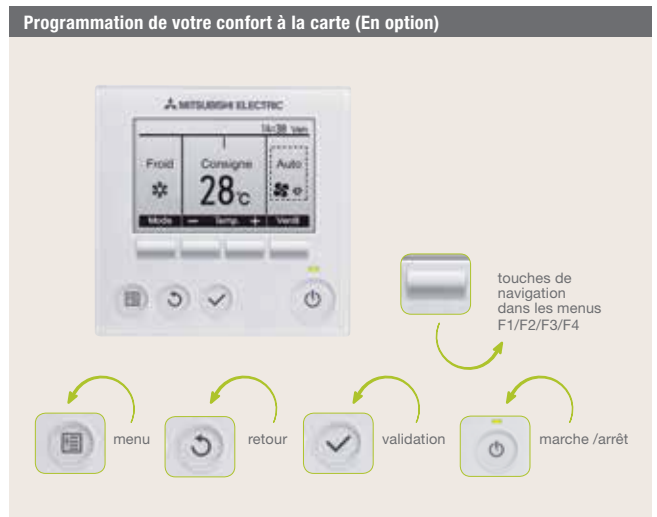 Programmation de votre confort à la carte (En option)
MITSUBISHI ELECTRIC
14:38 Ven
Froid
Consigne
Auto
28°C
Mode − Temp. + Ventil
touches de
navigation
dans les menus
F1/F2/F3/F4
menu
retour
validation
marche /arrêt